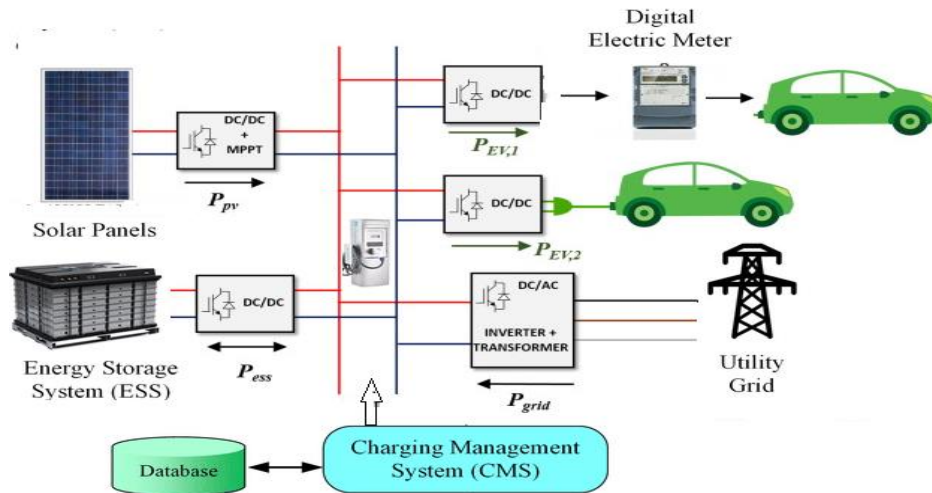 Digital
Electric Meter
DC/DC
+
MPPT
DC/DC
P_EV,1
P_pv
Solar Panels
DC/DC
P_EV,2
DC/DC
DC/AC
INVERTER +
TRANSFORMER
Energy Storage
System (ESS)
P_ess
P_grid
Utility
Grid
Charging Management
System (CMS)
Database